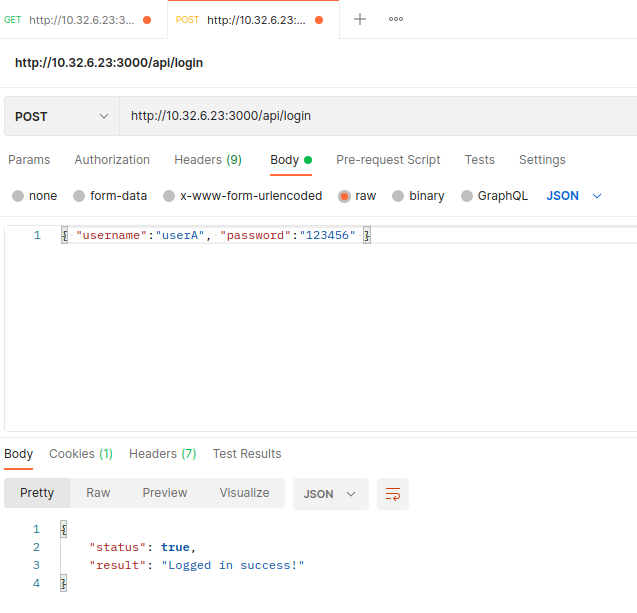 GET http://10.32.6.23:3... POST http://10.32.6.23:3000/... + ooo
http://10.32.6.23:3000/api/login
POST http://10.32.6.23:3000/api/login
Params Authorization Headers (9) Body Pre-request Script Tests Settings
none form-data x-www-form-urlencoded raw binary GraphQL JSON
1 { "username":"userA", "password":"123456" }
Body Cookies (1) Headers (7) Test Results
Pretty Raw Preview Visualize JSON
1 {
2 "status": true,
3 "result": "Logged in success!"
4 }